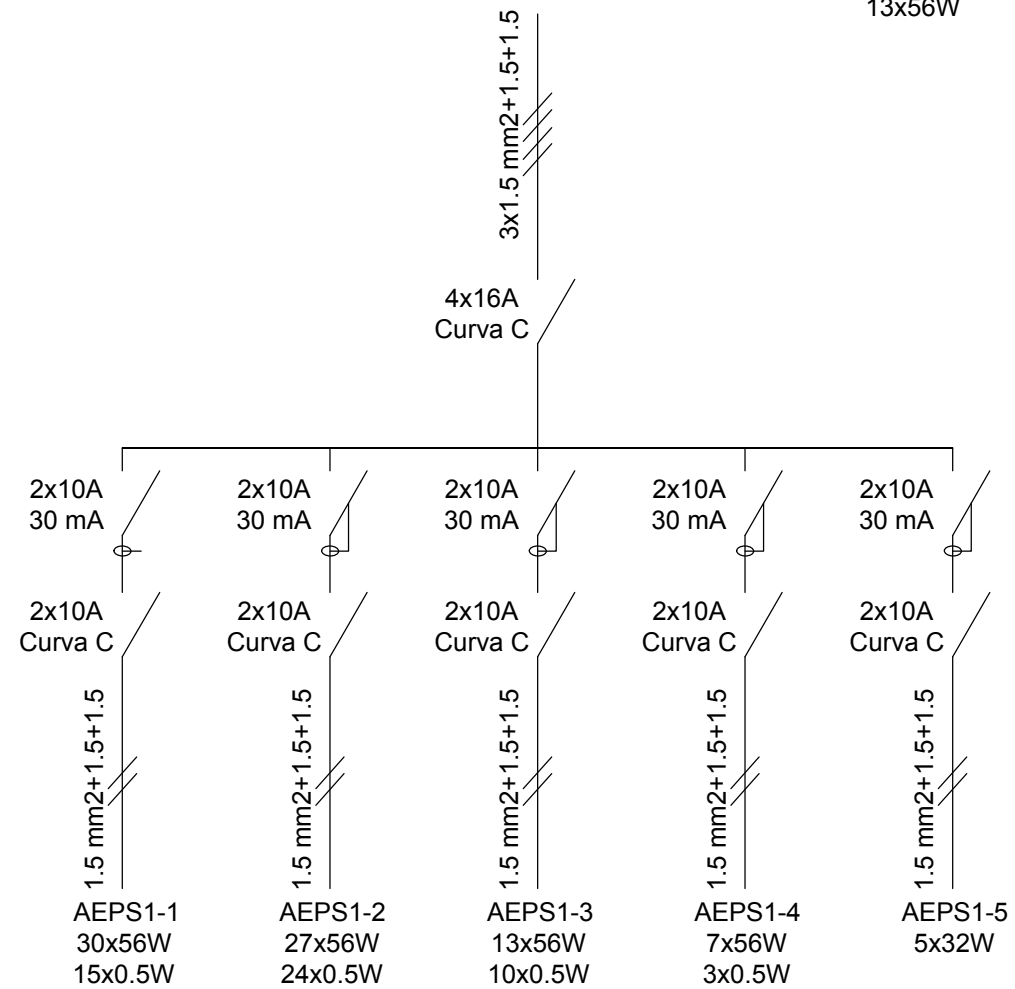 13x56W
3x1.5 mm2+1.5+1.5
4x16A
Curva C
2x10A
30 mA
2x10A
30 mA
2x10A
30 mA
2x10A
30 mA
2x10A
30 mA
2x10A
Curva C
2x10A
Curva C
2x10A
Curva C
2x10A
Curva C
2x10A
Curva C
1.5 mm2+1.5+1.5
1.5 mm2+1.5+1.5
1.5 mm2+1.5+1.5
1.5 mm2+1.5+1.5
1.5 mm2+1.5+1.5
AEPS1-1
30x56W
15x0.5W
AEPS1-2
27x56W
24x0.5W
AEPS1-3
13x56W
10x0.5W
AEPS1-4
7x56W
3x0.5W
AEPS1-5
5x32W